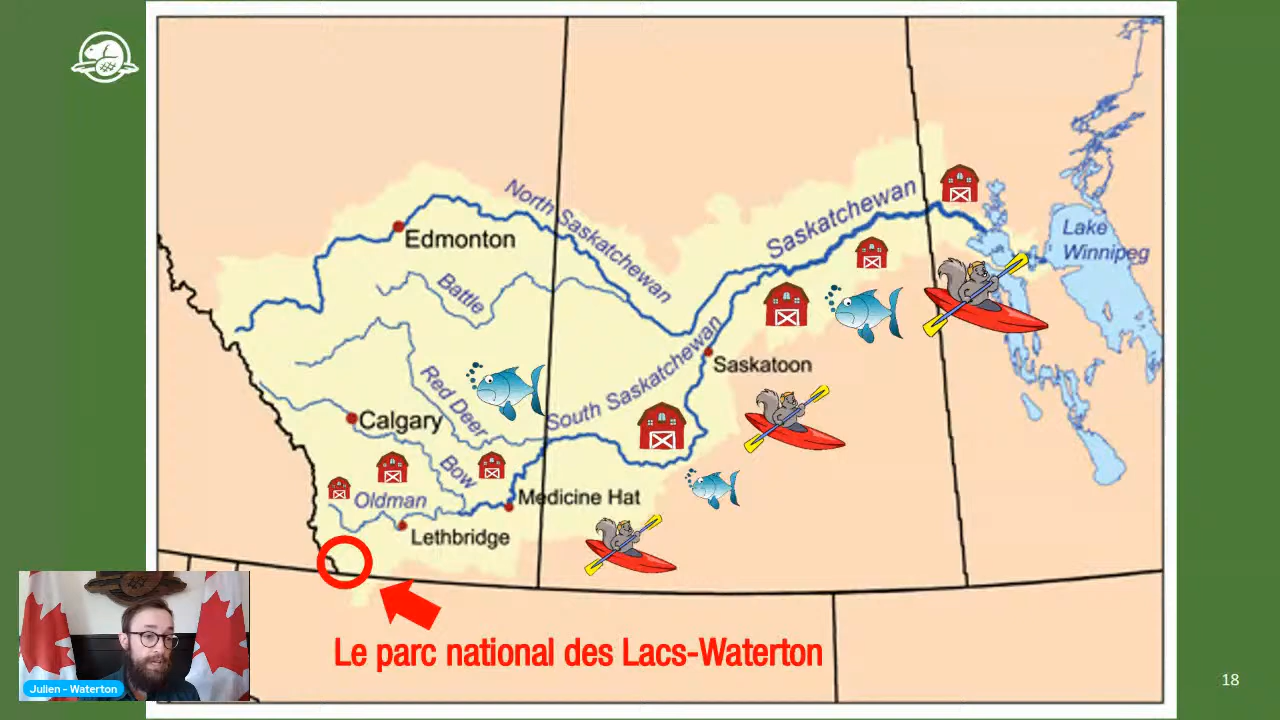 North Saskatchewan
Saskatchewan
Lake
Winnipeg
Edmonton
Battle
Saskatoon
Red Deer
South Saskatchewan
Calgary
Bow
Oldman
Medicine Hat
Lethbridge
Le parc national des Lacs-Waterton
Julien - Waterton
18